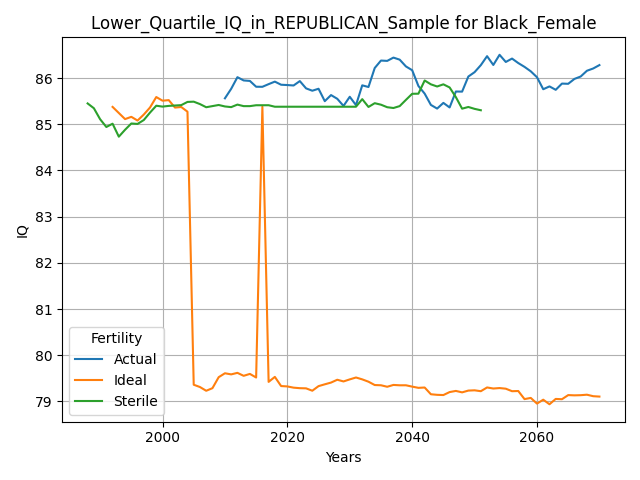 Lower_Quartile_IQ_in_REPUBLICAN_Sample for Black_Female
IQ
86
85
84
83
82
81
80
79
Fertility
Actual
Ideal
Sterile
2000
2020
2040
2060
Years